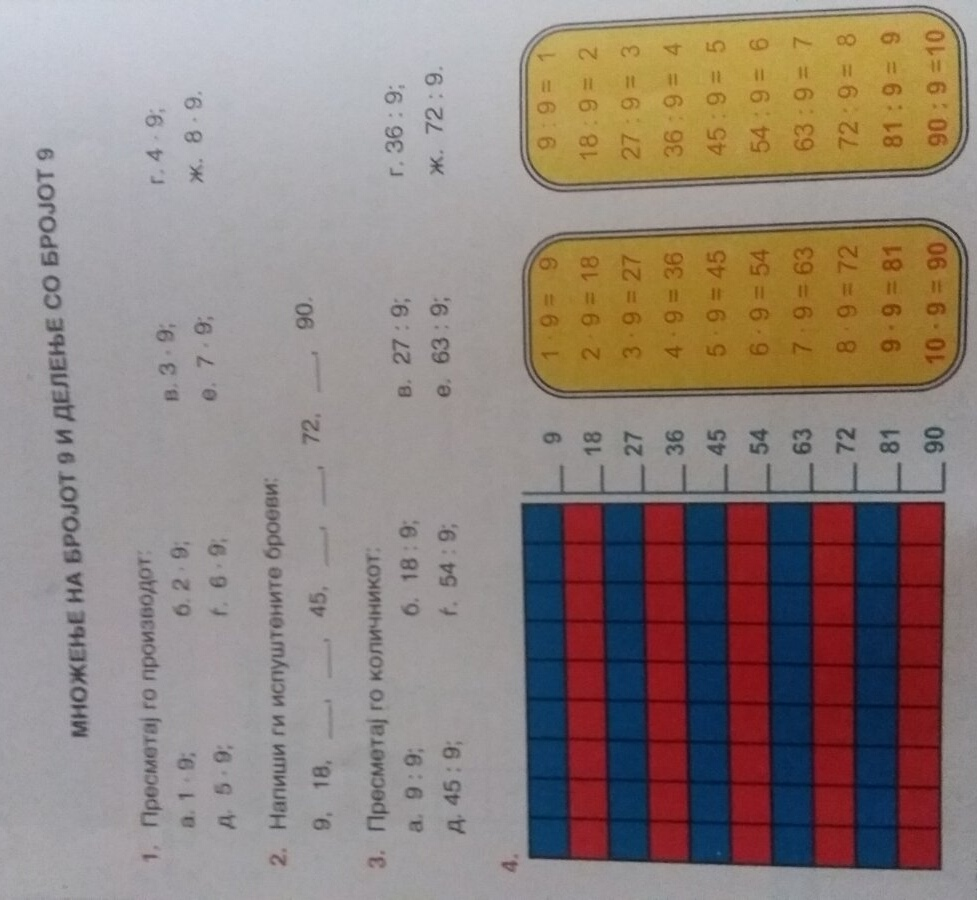 МНОЖЕЊЕ НА БРОЈОТ 9 И ДЕЛЕЊЕ СО БРОЈОТ 9
1. Пресметај го производот:
а. 1 · 9; б. 2 · 9; в. 3 · 9; г. 4 · 9;
д. 5 · 9; ѓ. 6 · 9; е. 7 · 9; ж. 8 · 9.
2. Напиши ги испуштените броеви:
9, 18, __, __, 45, __, __, 72, __, 90.
3. Пресметај го количникот:
а. 9 : 9; б. 18 : 9; в. 27 : 9; г. 36 : 9;
д. 45 : 9; ѓ. 54 : 9; е. 63 : 9; ж. 72 : 9.
4.
9
18
27
36
45
54
63
72
81
90
1 · 9 = 9
2 · 9 = 18
3 · 9 = 27
4 · 9 = 36
5 · 9 = 45
6 · 9 = 54
7 · 9 = 63
8 · 9 = 72
9 · 9 = 81
10 · 9 = 90
9 : 9 = 1
18 : 9 = 2
27 : 9 = 3
36 : 9 = 4
45 : 9 = 5
54 : 9 = 6
63 : 9 = 7
72 : 9 = 8
81 : 9 = 9
90 : 9 = 10